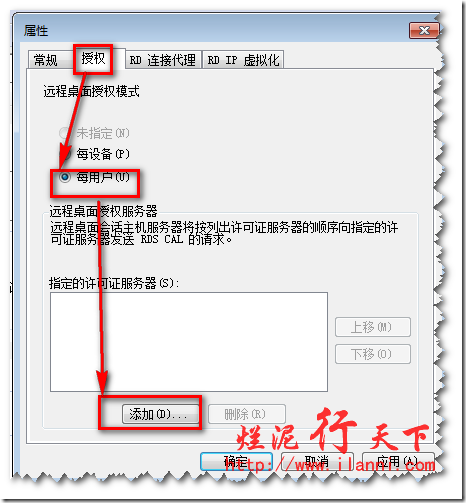 属性
常规 授权 RD 连接代理 RD IP 虚拟化
远程桌面授权模式
未指定(N)
每设备(P)
每用户(U)
远程桌面授权服务器
远程桌面会话主机服务器将按列出许可证服务器的顺序向指定的许
可证服务器发送 RDS CAL 的请求。
指定的许可证服务器(S):
上移(M)
下移(O)
添加(D)... 删除(R)
烂泥行天下
确定 取消 应用(A)
http://www.ilanni.com